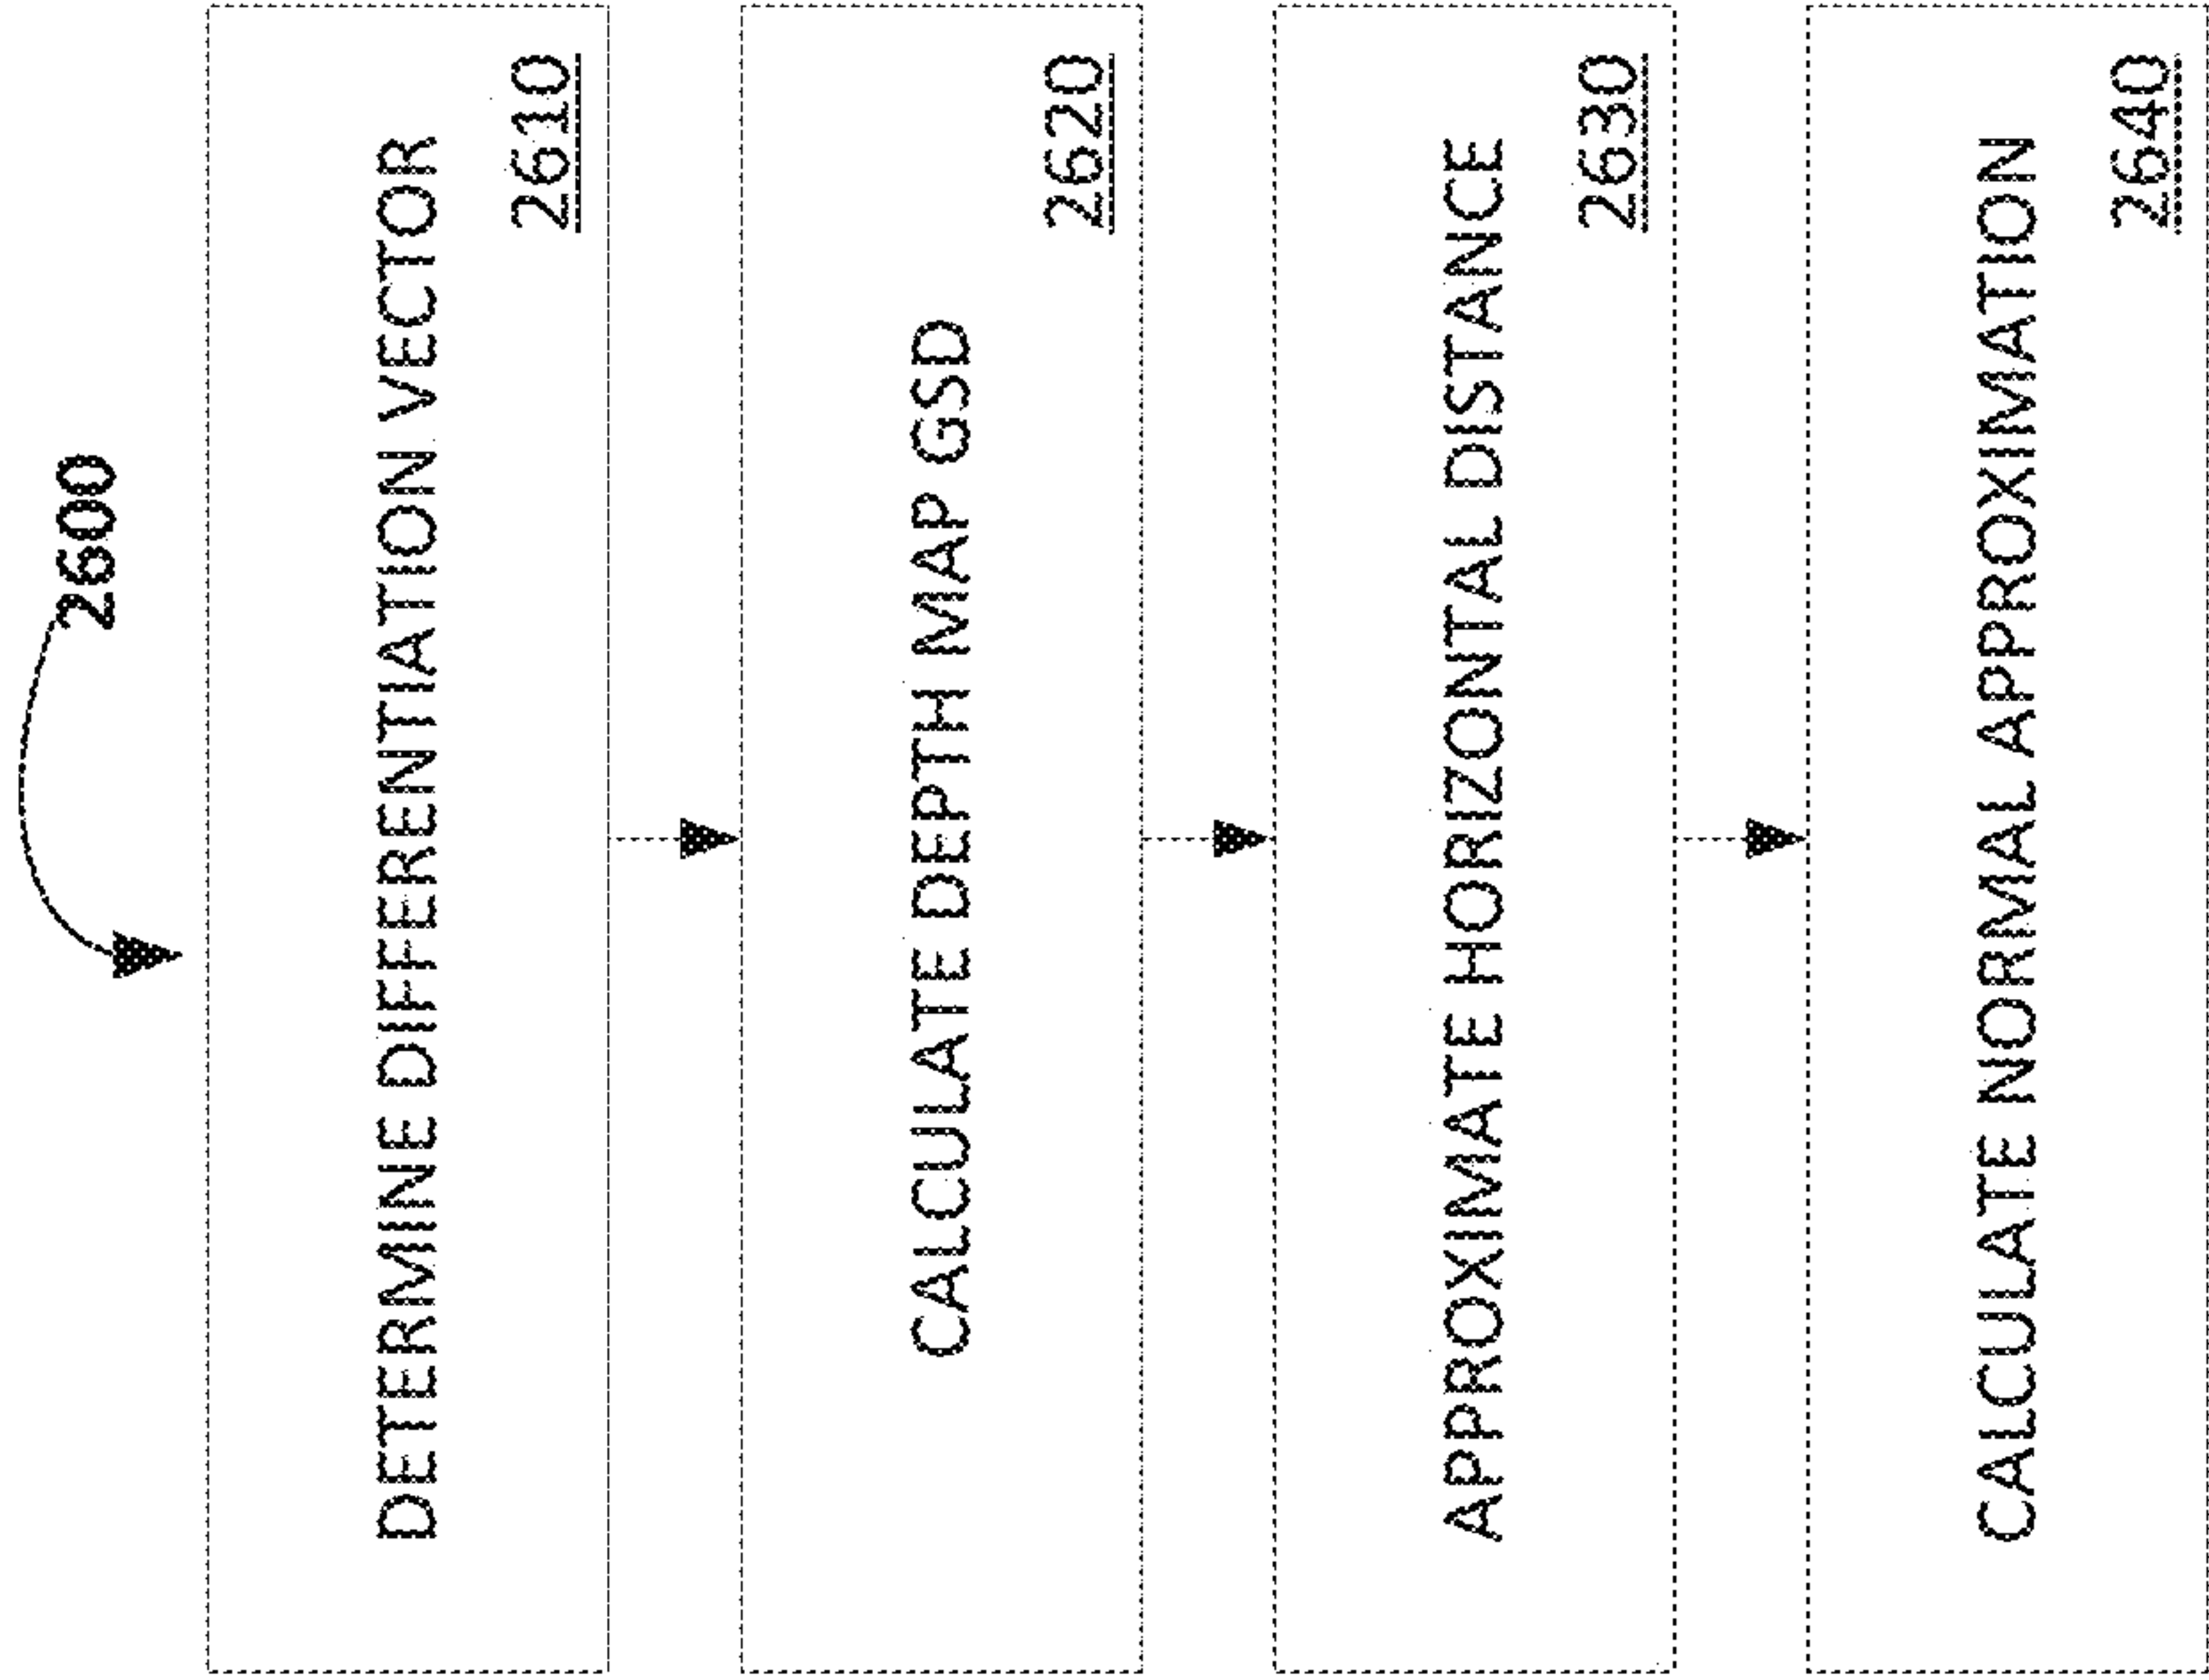 2600
DETERMINE DIFFERENTIATION VECTOR
2610
CALCULATE DEPTH MAP GSD
2620
APPROXIMATE HORIZONTAL DISTANCE
2630
CALCULATE NORMAL APPROXIMATION
2640